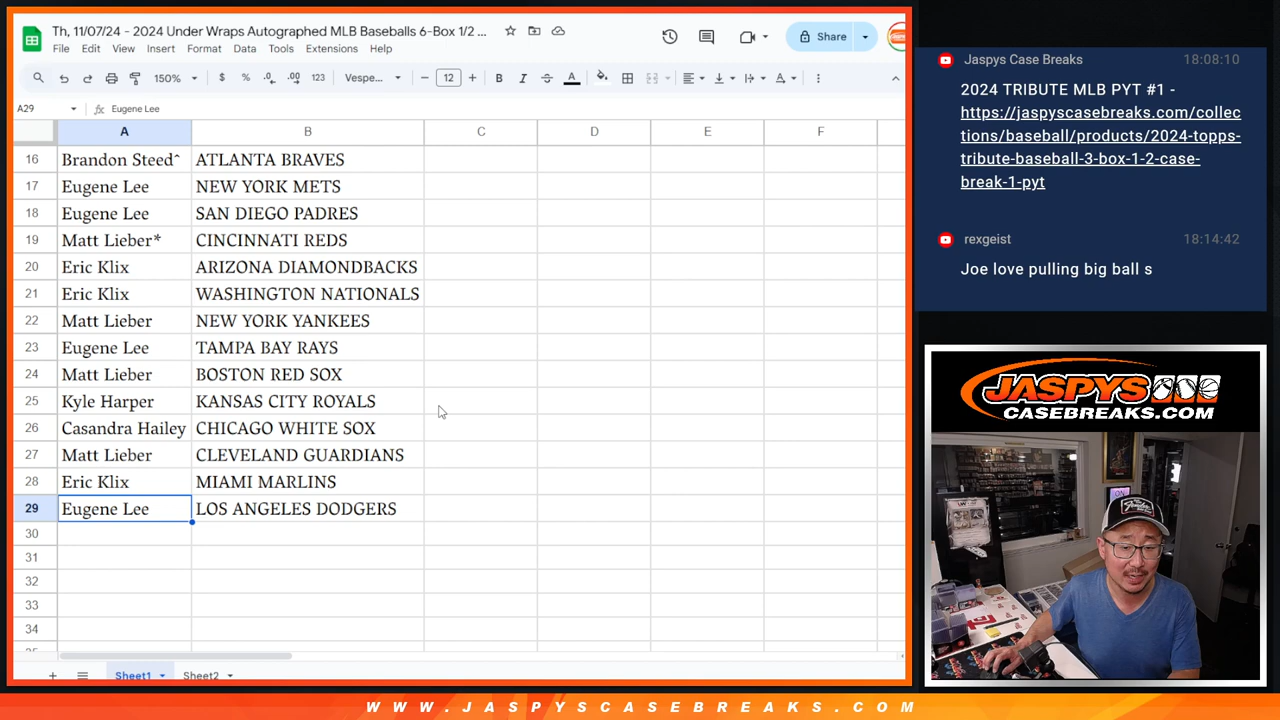 Th, 11/07/24 - 2024 Under Wraps Autographed MLB Baseballs 6-Box 1/2 ...
Share
File Edit View Insert Format Data Tools Extensions Help
150% $ % .0 .00 123 Vespe... - 12 + B I S A
A29 fx Eugene Lee
A B C D E F
16 Brandon Steed^ ATLANTA BRAVES
17 Eugene Lee NEW YORK METS
18 Eugene Lee SAN DIEGO PADRES
19 Matt Lieber* CINCINNATI REDS
20 Eric Klix ARIZONA DIAMONDBACKS
21 Eric Klix WASHINGTON NATIONALS
22 Matt Lieber NEW YORK YANKEES
23 Eugene Lee TAMPA BAY RAYS
24 Matt Lieber BOSTON RED SOX
25 Kyle Harper KANSAS CITY ROYALS
26 Casandra Hailey CHICAGO WHITE SOX
27 Matt Lieber CLEVELAND GUARDIANS
28 Eric Klix MIAMI MARLINS
29 Eugene Lee LOS ANGELES DODGERS
30
31
32
33
34
+ Sheet1 Sheet2
Jaspys Case Breaks 18:08:10
2024 TRIBUTE MLB PYT #1 -
https://jaspyscasebreaks.com/collec
tions/baseball/products/2024-topps-
tribute-baseball-3-box-1-2-case-
break-1-pyt
rexgeist 18:14:42
Joe love pulling big ball s
JASPYS
CASEBREAKS.COM
WWW.JASPYSCASEBREAKS.COM